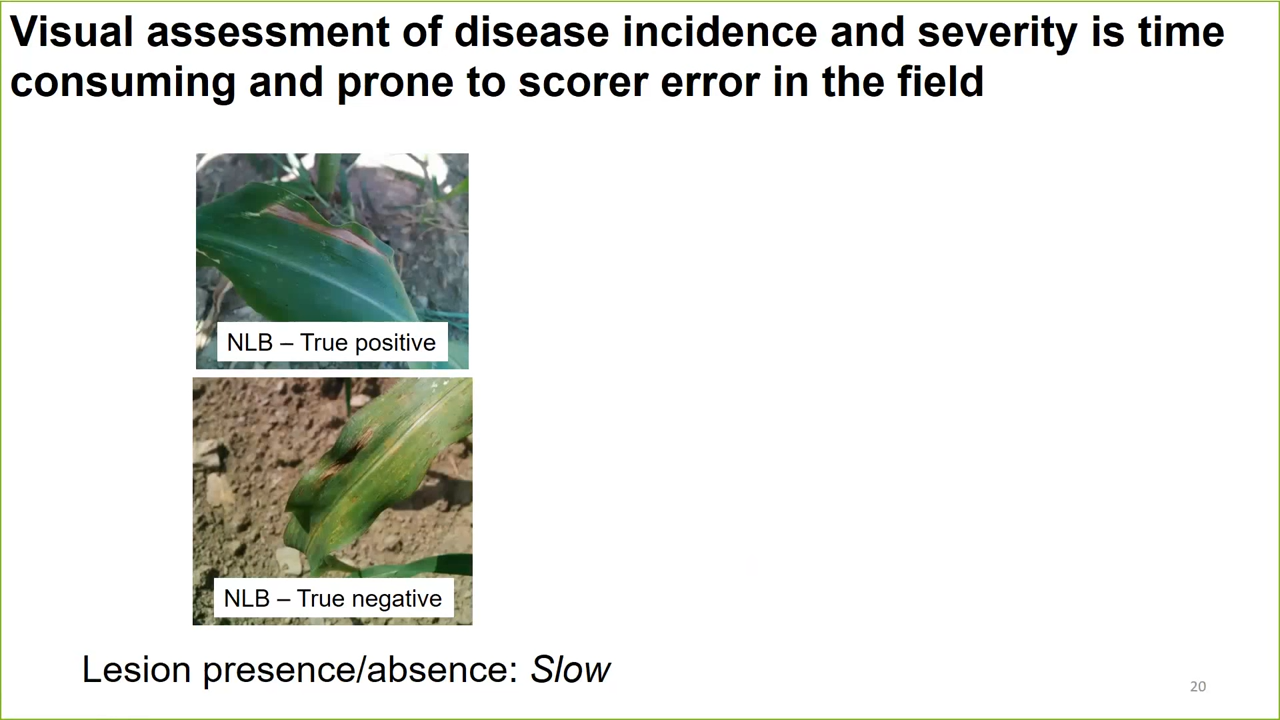 Visual assessment of disease incidence and severity is time
consuming and prone to scorer error in the field
NLB – True positive
NLB – True negative
Lesion presence/absence: Slow
20